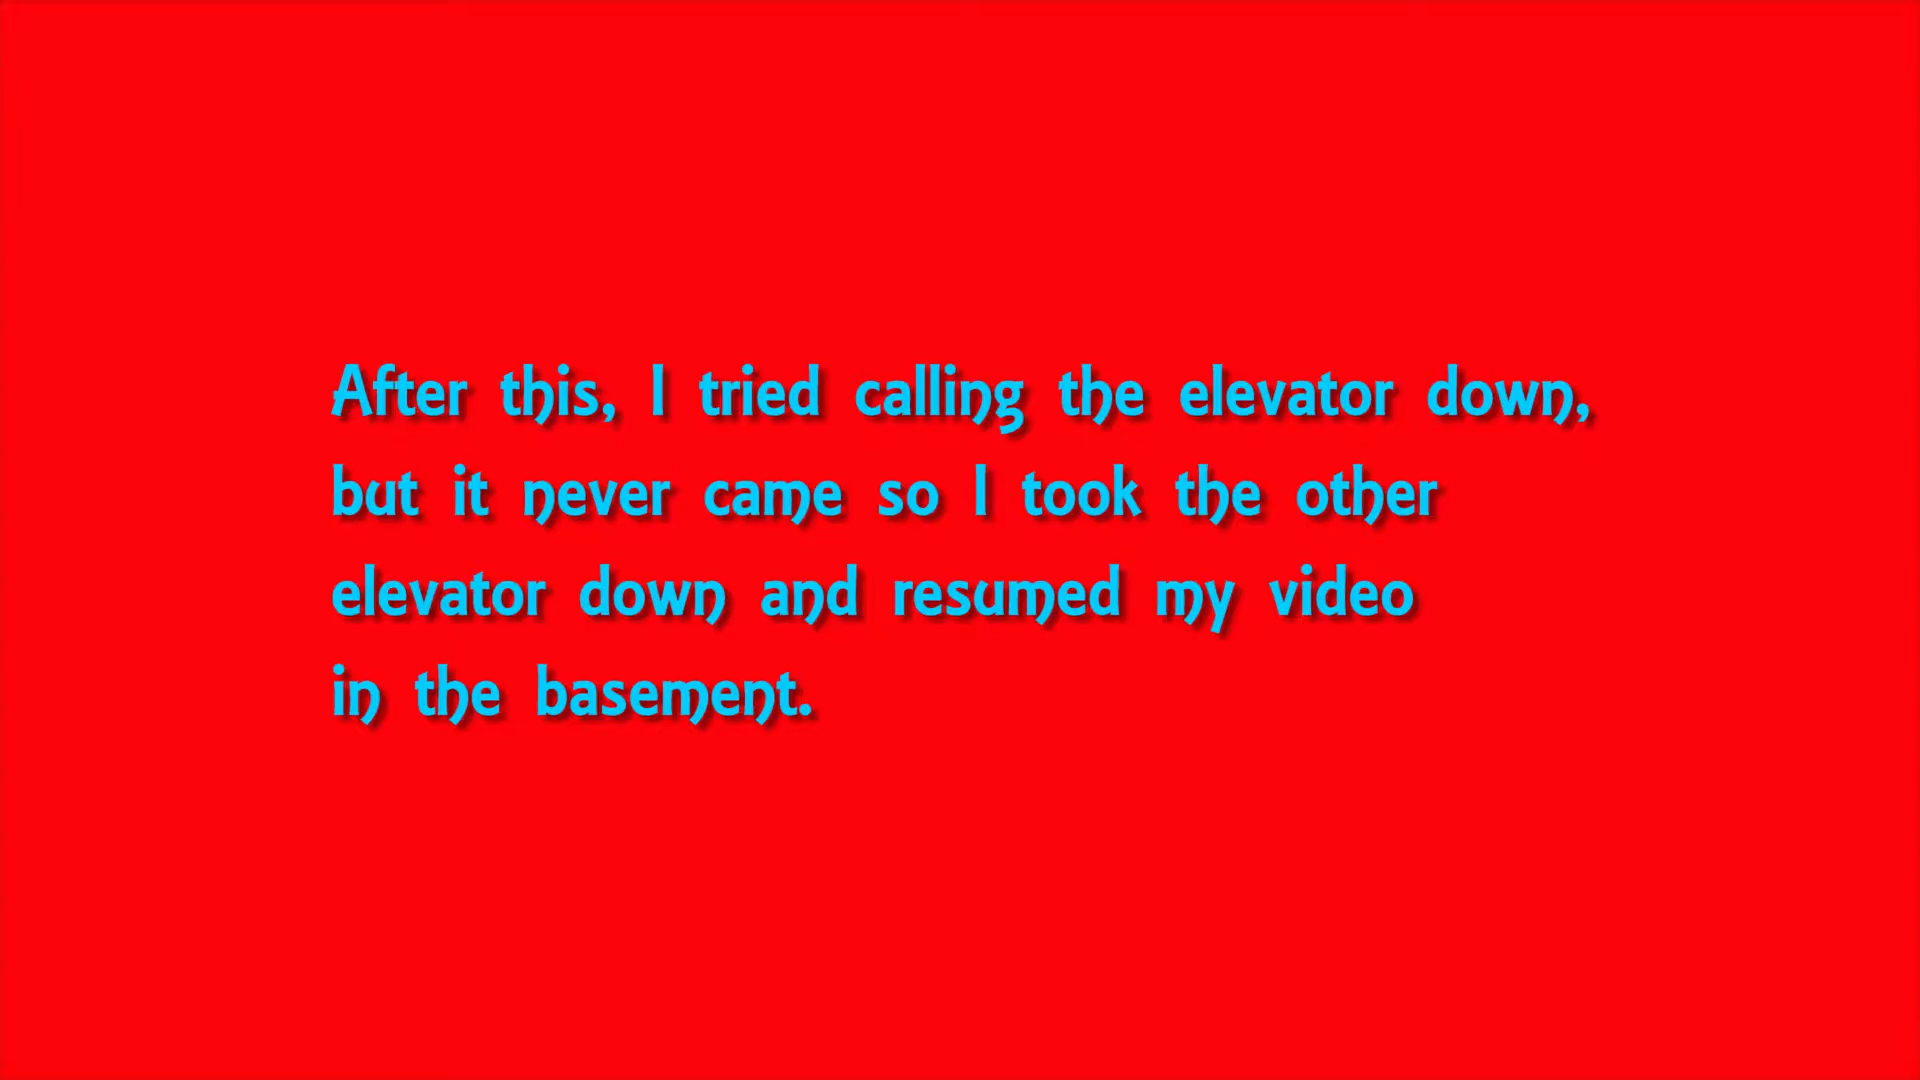 After this, I tried calling the elevator down,
but it never came so I took the other
elevator down and resumed my video
in the basement.